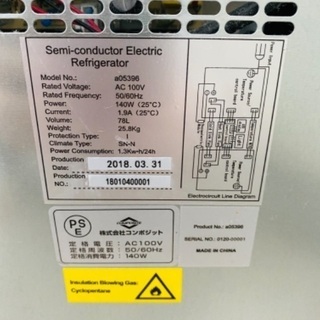 Semi-conductor Electric
Refrigerator
Model No.: a05396
Rated Voltage: AC 100V
Rated Frequency: 50/60Hz
Power: 140W (25°C)
Current: 1.9A (25°C)
Volume: 78L
Weight: 25.8Kg
Protection Class: I
Climate Type: SN-N
Power Consumption: 1.3Kw·h/24h
Production 2018. 03. 31
Production NO. 18010400001
Power Input
Electrocircuit Line Diagram
PS
E
株式会社コンポジット
定格電圧：AC100V
定格周波数：50/60Hz
定格消費電力：140W
Product No.: a05396
SERIAL NO.: 0120-00001
MADE IN CHINA
Insulation Blowing Gas:
Cyclopentane